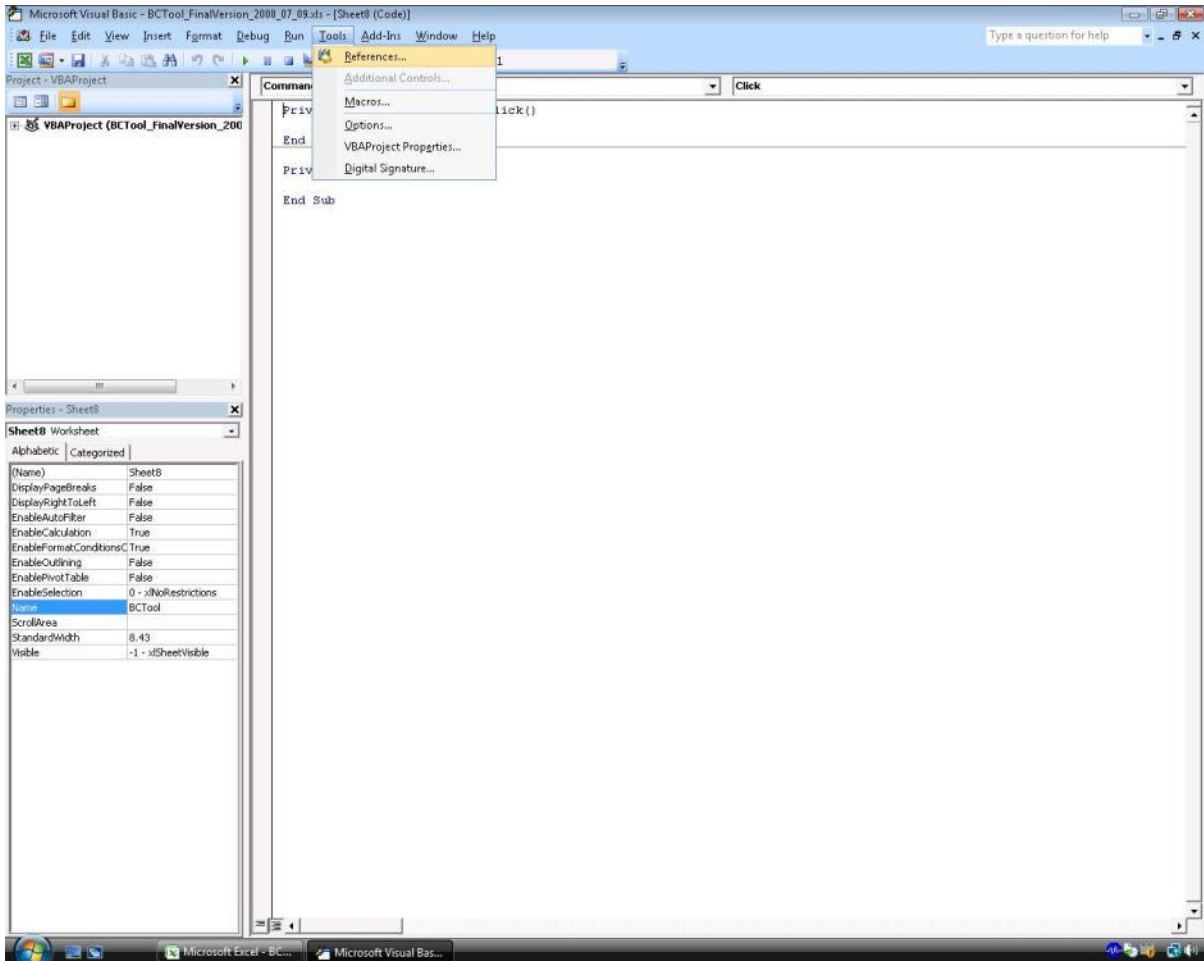 Microsoft Visual Basic - BCTool_FinalVersion_2008_07_09.xls - [Sheet8 (Code)]
File Edit View Insert Format Debug Run Tools Add-Ins Window Help
Type a question for help
References...
Additional Controls...
Macros...
Options...
VBAProject Properties...
Digital Signature...
1
Project - VBAProject
VBAProject (BCTool_FinalVersion_200
Comman
Click
Priv lick()
End
Priv
End Sub
Properties - Sheet8
Sheet8 Worksheet
Alphabetic Categorized
(Name) Sheet8
DisplayPageBreaks False
DisplayRightToLeft False
EnableAutoFilter False
EnableCalculation True
EnableFormatConditionsC True
EnableOutlining False
EnablePivotTable False
EnableSelection 0 - xlNoRestrictions
Name BCTool
ScrollArea
StandardWidth 8.43
Visible -1 - xlSheetVisible
Microsoft Excel - BC...
Microsoft Visual Bas...